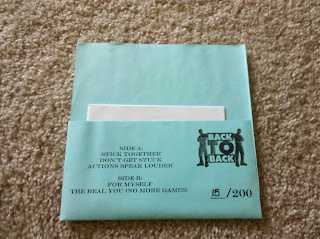 BACK
TO
BACK
SIDE A:
STICK TOGETHER
DON'T GET STUCK
ACTIONS SPEAK LOUDER
SIDE B:
FOR MYSELF
THE REAL YOU (NO MORE GAMES)
15 /200